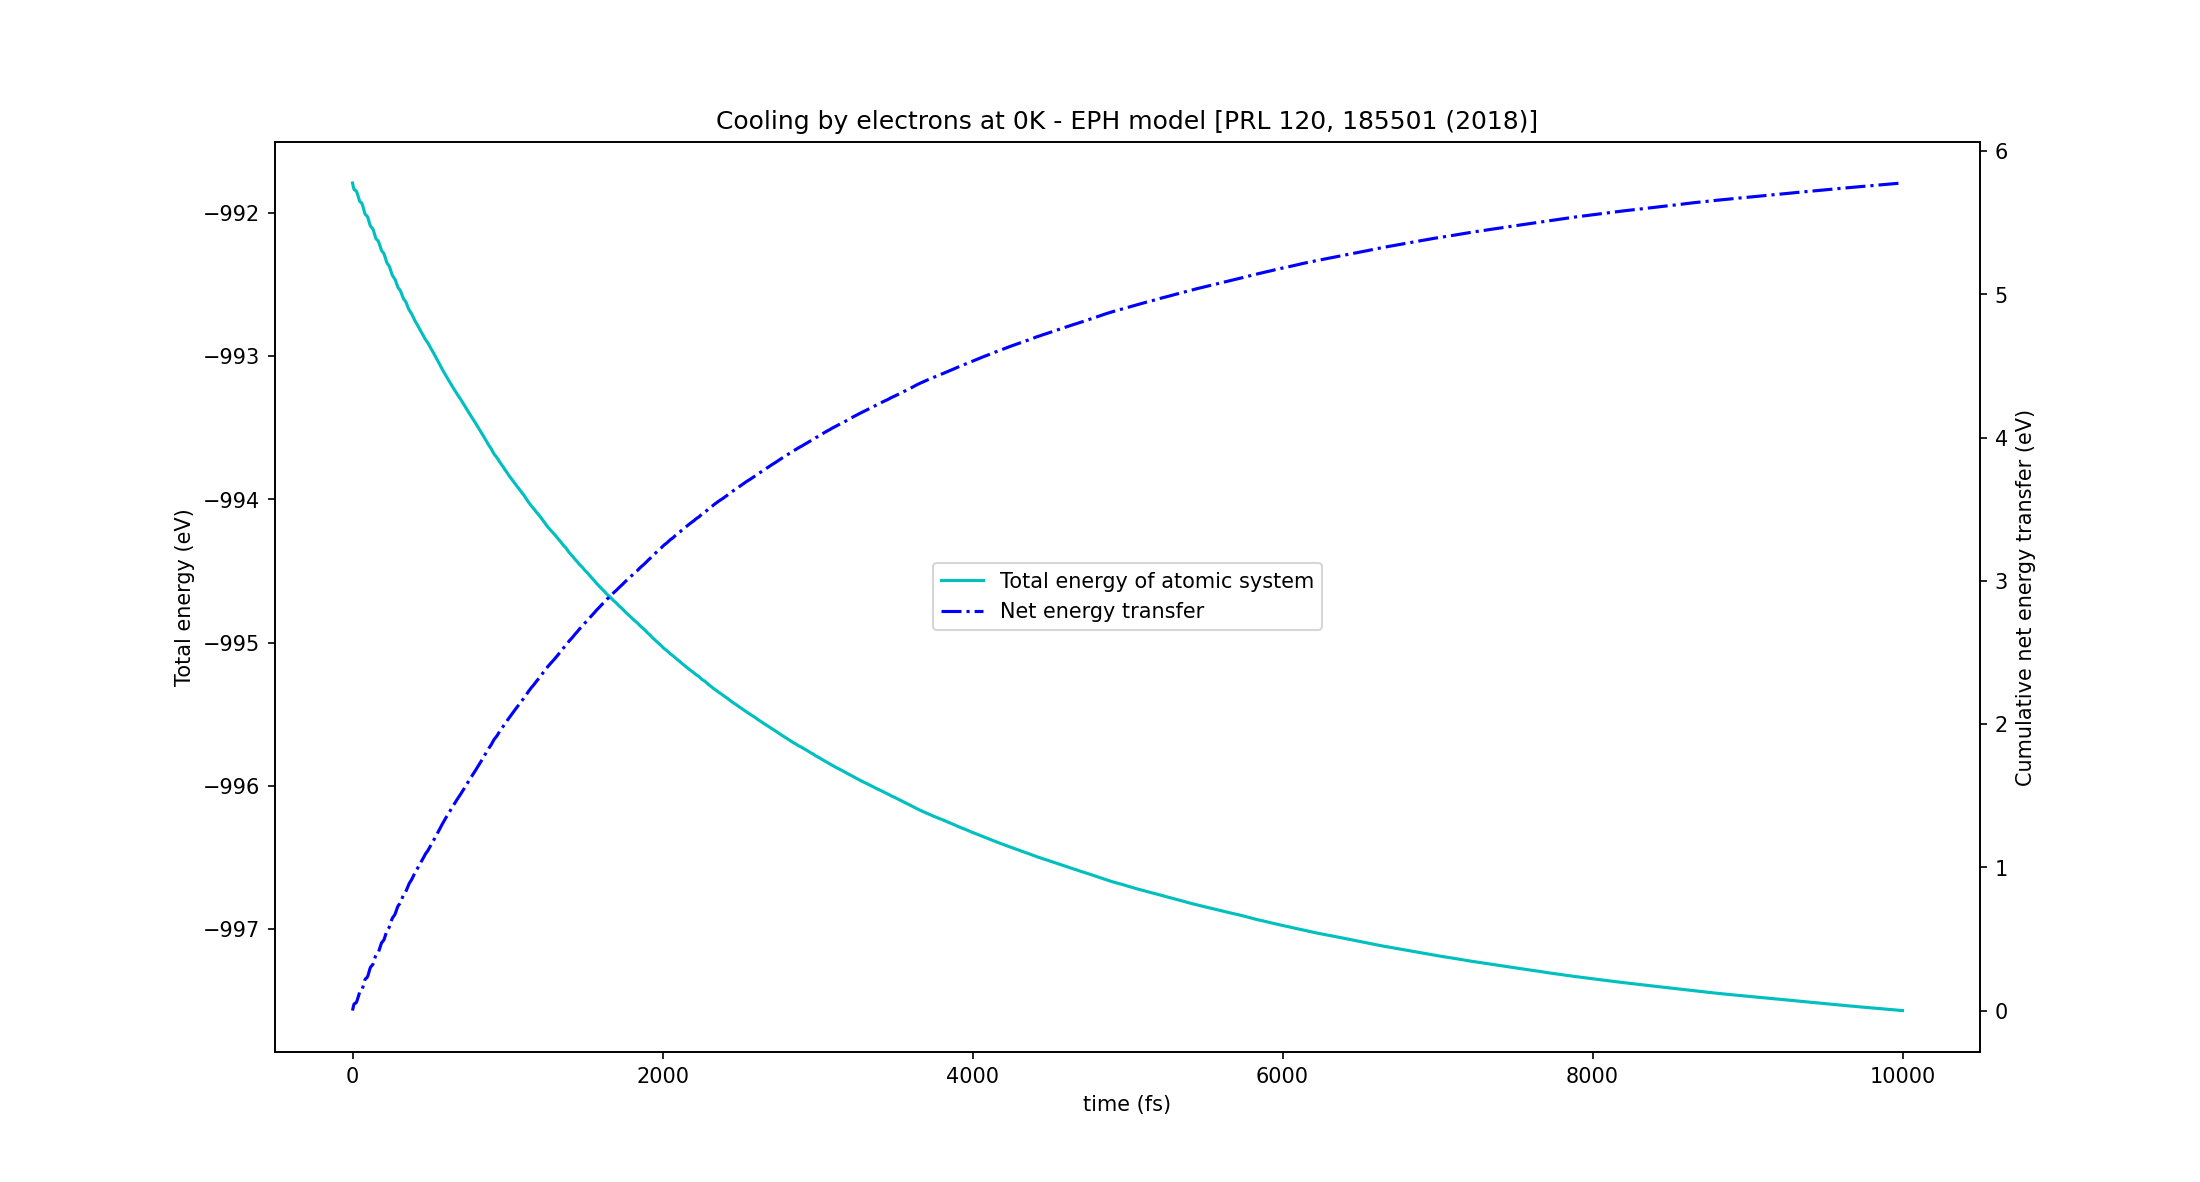 Cooling by electrons at 0K - EPH model [PRL 120, 185501 (2018)]
Total energy (eV)
−992
−993
−994
−995
−996
−997
Total energy of atomic system
Net energy transfer
6
5
4
3
2
1
0
Cumulative net energy transfer (eV)
0 2000 4000 6000 8000 10000
time (fs)